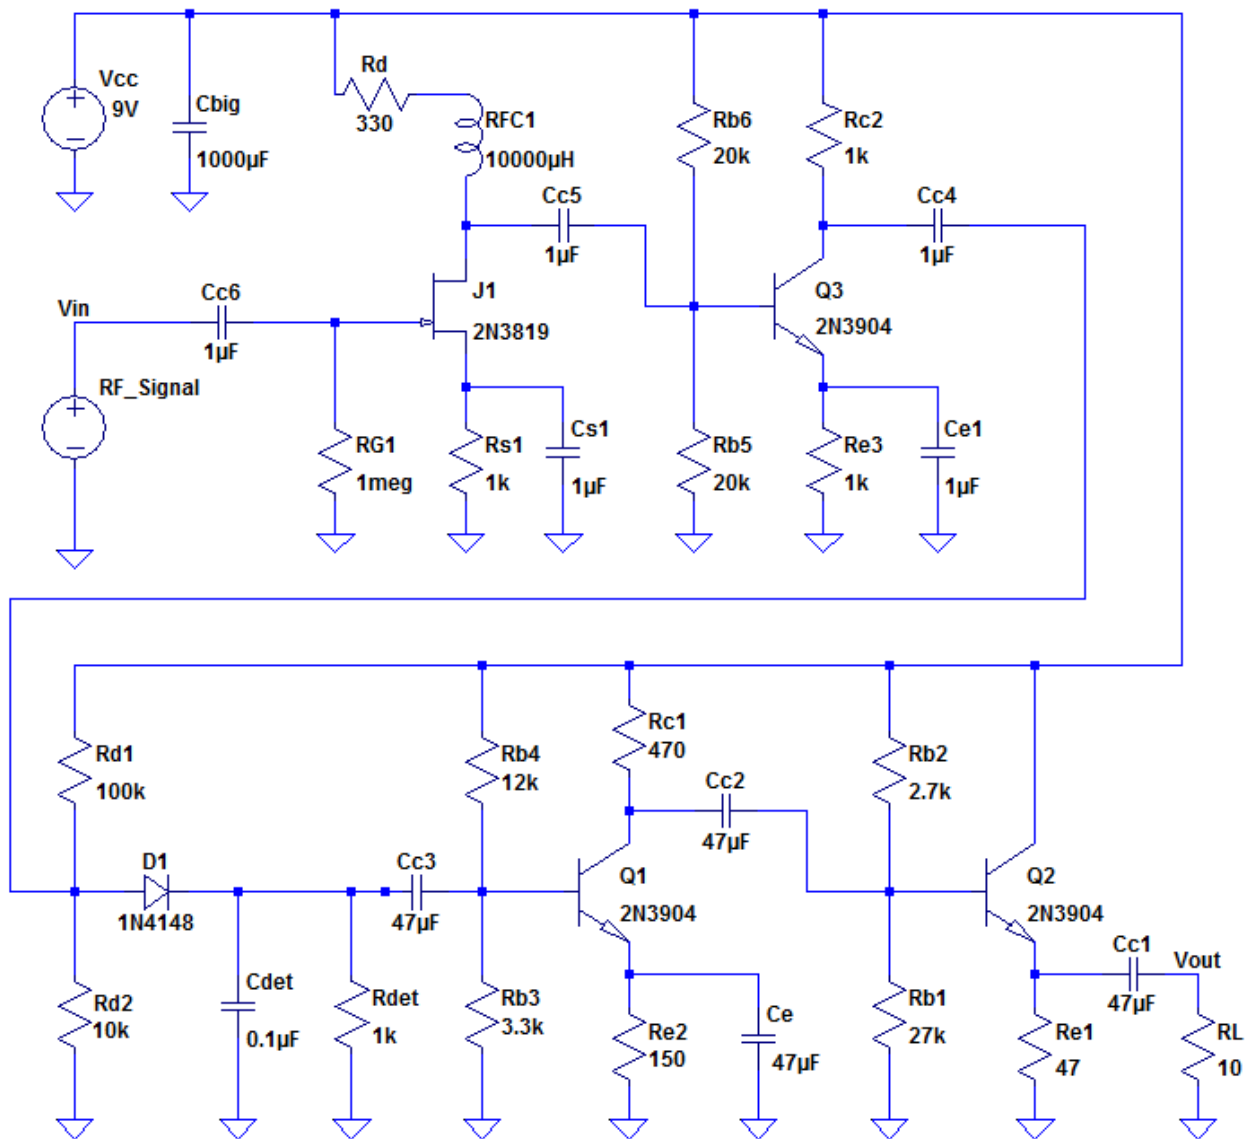 Vcc
9V
Cbig
1000µF
Rd
330
RFC1
10000µH
Rb6
20k
Rc2
1k
Cc5
1µF
Cc4
1µF
Vin
Cc6
1µF
J1
2N3819
Q3
2N3904
RF_Signal
RG1
1meg
Rs1
1k
Cs1
1µF
Rb5
20k
Re3
1k
Ce1
1µF
Rd1
100k
Rb4
12k
Rc1
470
Rb2
2.7k
Cc2
47µF
D1
1N4148
Cc3
47µF
Q1
2N3904
Q2
2N3904
Cc1
47µF
Vout
Rd2
10k
Cdet
0.1µF
Rdet
1k
Rb3
3.3k
Re2
150
Ce
47µF
Rb1
27k
Re1
47
RL
10